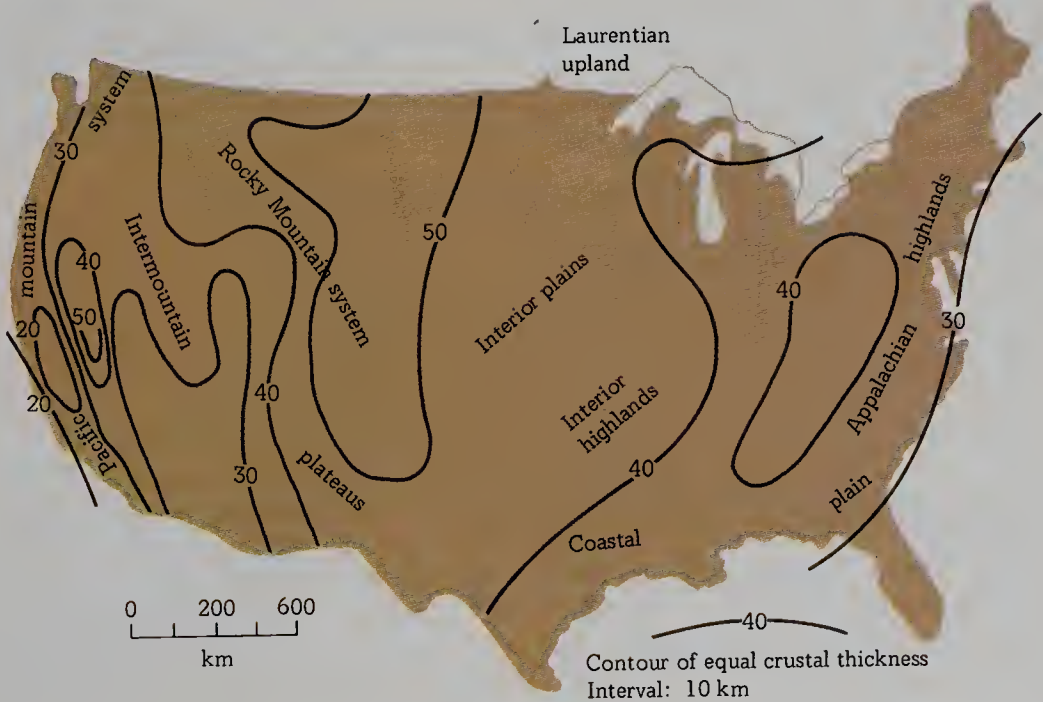 Laurentian
upland
system
30
Rocky Mountain system
mountain
Intermountain
40
50
50
Interior plains
highlands
40
20
30
20
Pacific
40
Interior
highlands
Appalachian
30
plateaus
40
plain
Coastal
0 200 600
km
40
Contour of equal crustal thickness
Interval: 10 km